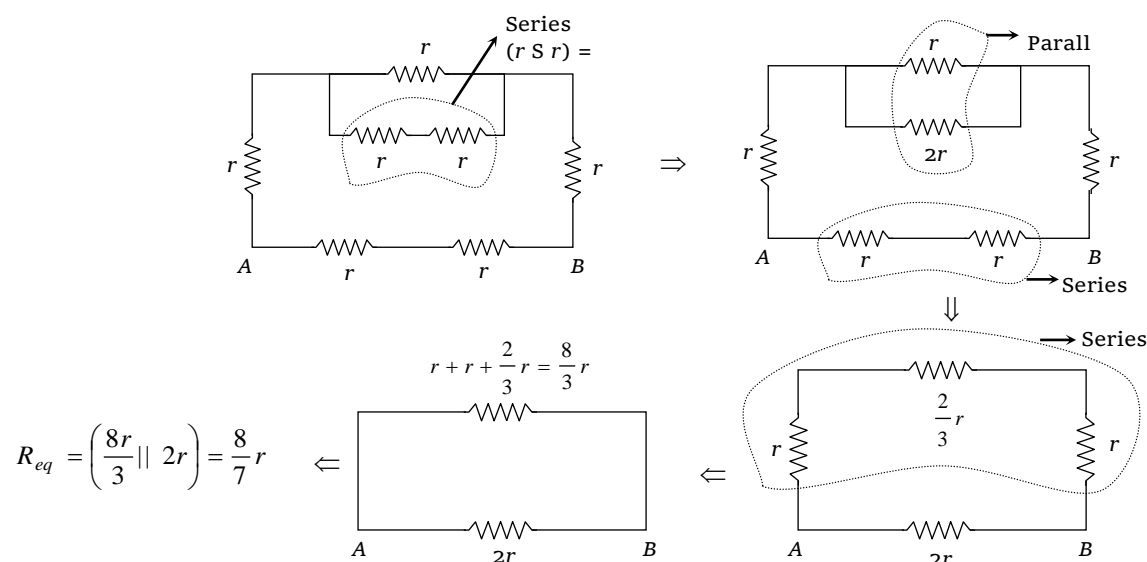 Series
(r S r) =
r
r r
r r
A r r B
⇒
Parall
r
2r
r r
A r r B
Series
⇓
Series
2/3 r
r r
A 2r B
⇐
r + r + 2/3 r = 8/3 r
A 2r B
⇐
R_eq = (8r/3 || 2r) = 8/7 r